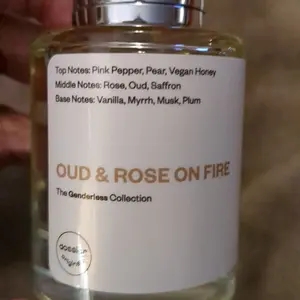 Top Notes: Pink Pepper, Pear, Vegan Honey
Middle Notes: Rose, Oud, Saffron
Base Notes: Vanilla, Myrrh, Musk, Plum
OUD & ROSE ON FIRE
The Genderless Collection